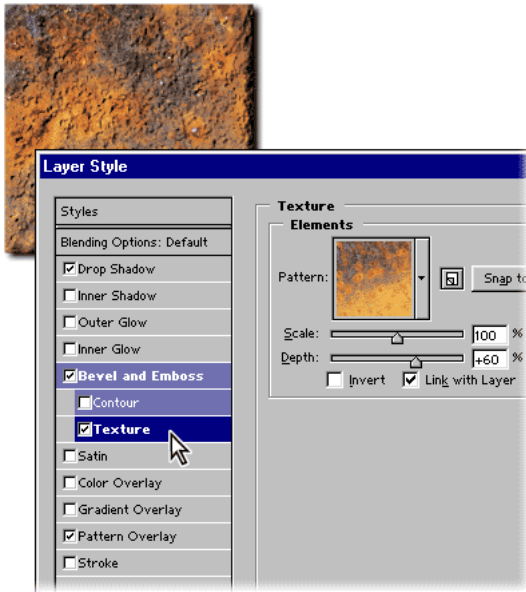 Layer Style
Styles
Blending Options: Default
Drop Shadow
Inner Shadow
Outer Glow
Inner Glow
Bevel and Emboss
Contour
Texture
Satin
Color Overlay
Gradient Overlay
Pattern Overlay
Stroke
Texture
Elements
Pattern:
Snap to
Scale: 100 %
Depth: +60 %
Invert Link with Layer